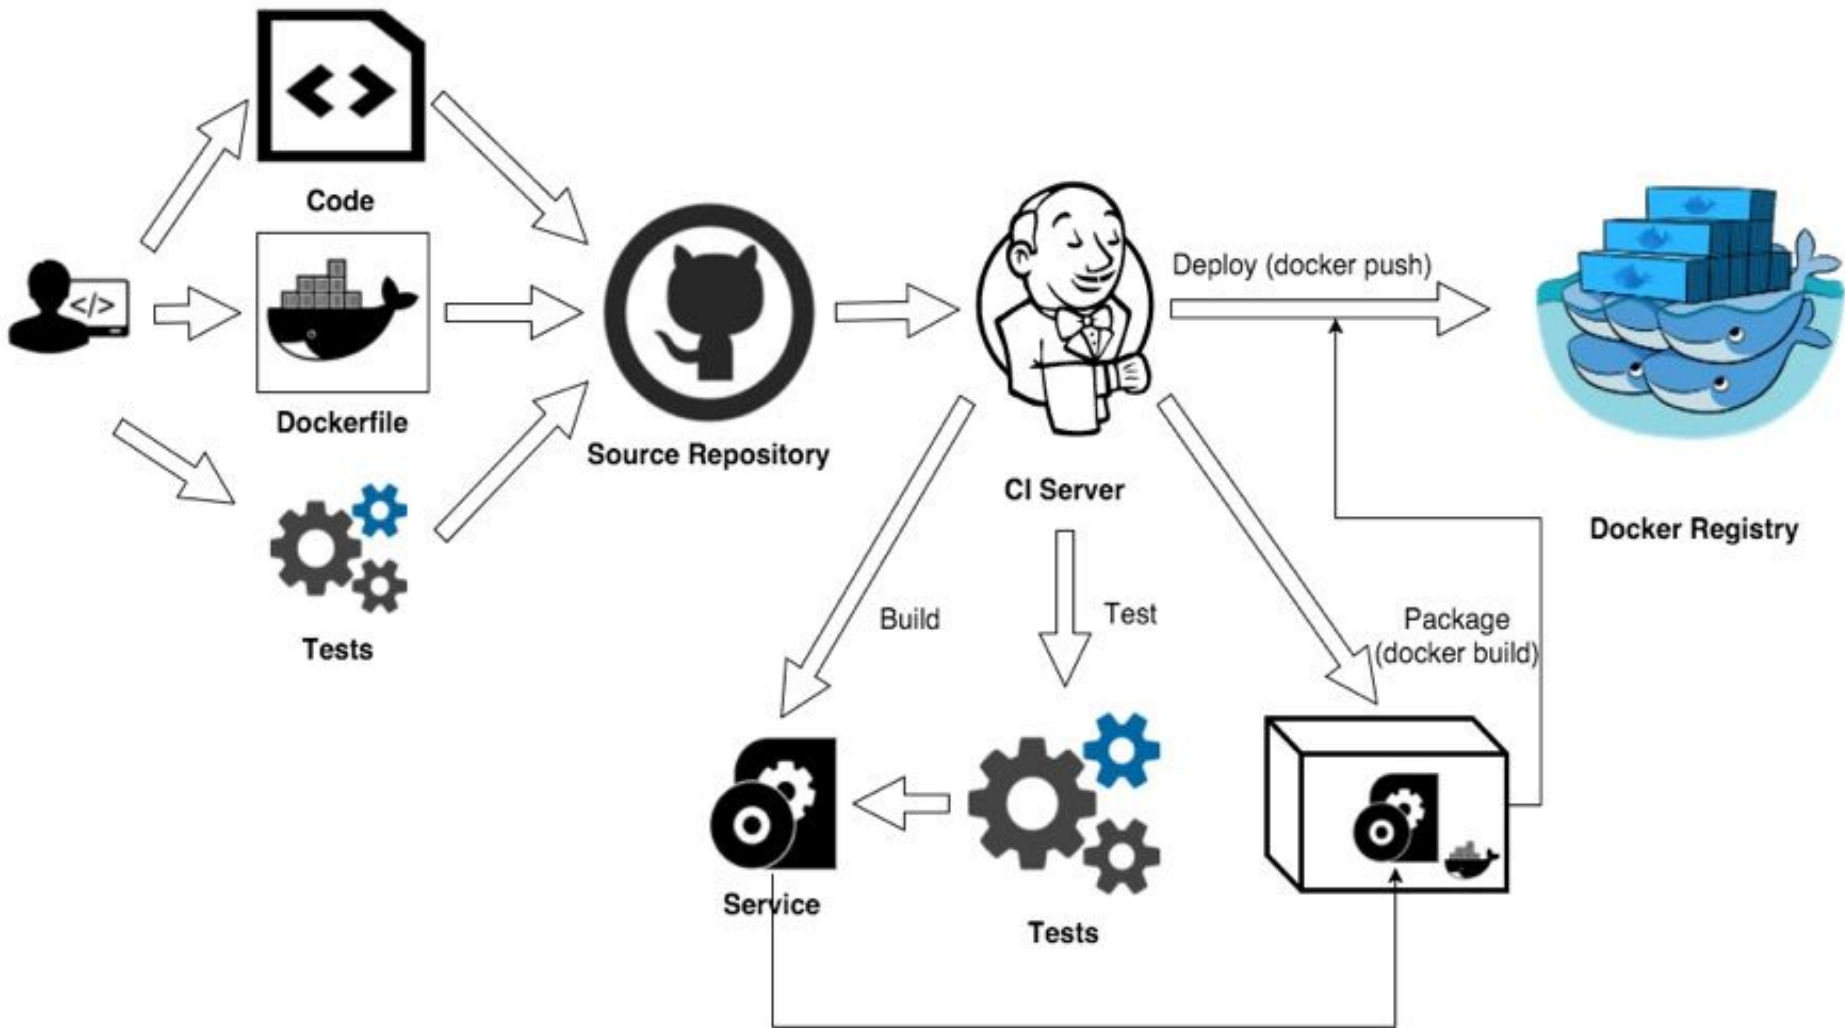 Code
</>
Dockerfile
Tests
Source Repository
CI Server
Deploy (docker push)
Docker Registry
Build
Test
Package
(docker build)
Service
Tests